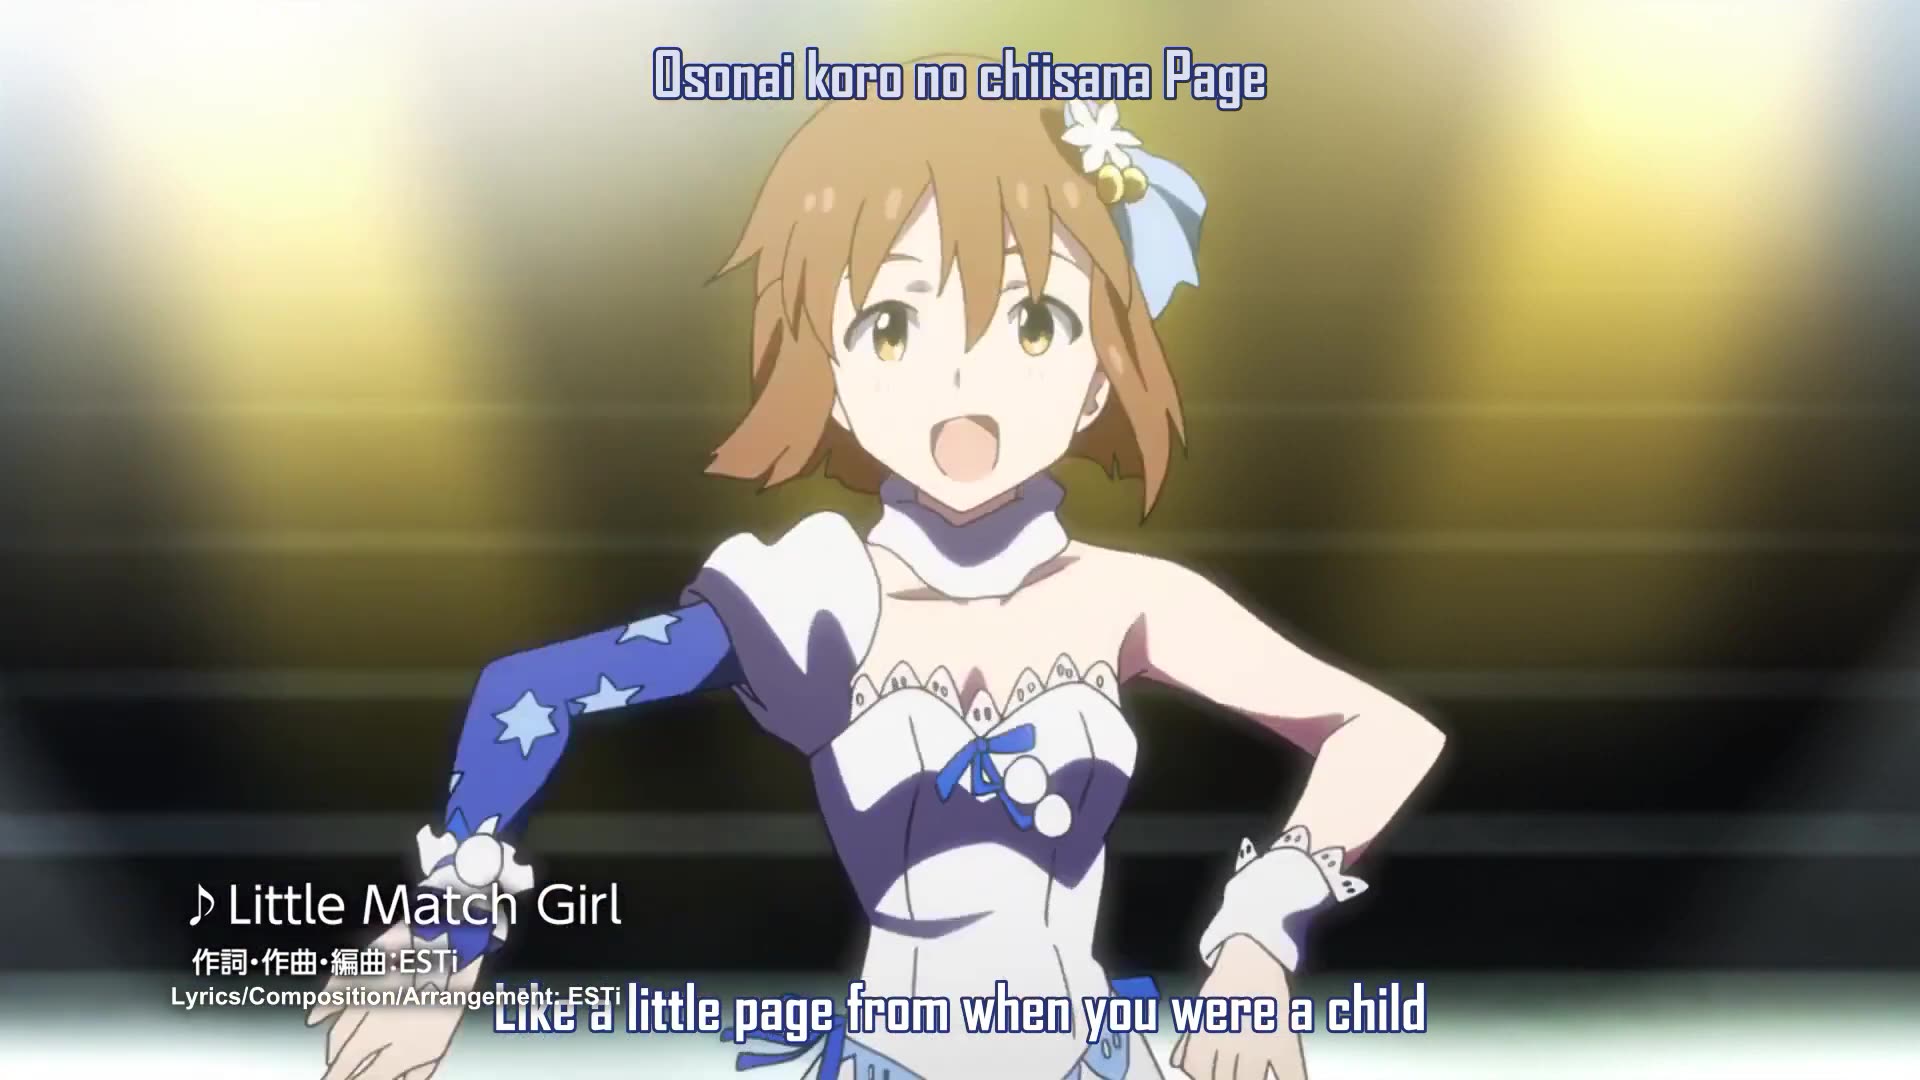 Osonai koro no chiisana Page
♪Little Match Girl
作詞・作曲・編曲:ESTi
Lyrics/Composition/Arrangement: ESTi
Like a little page from when you were a child